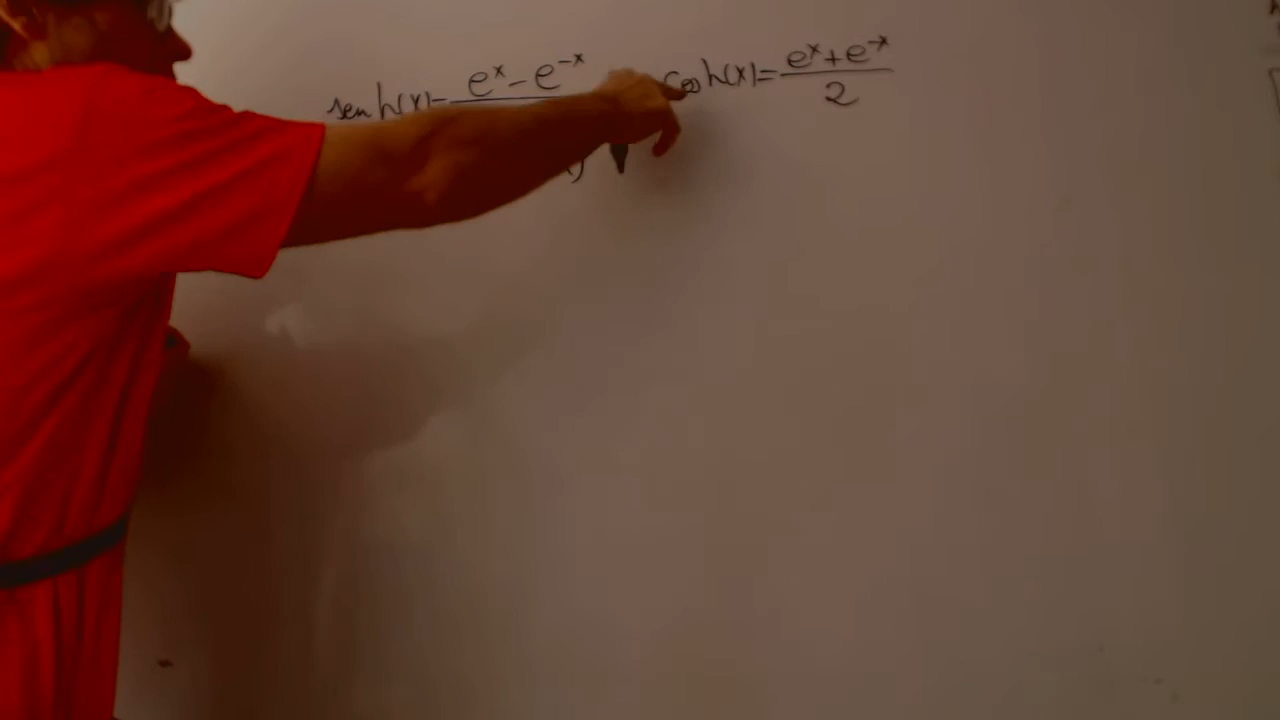 senh(x) = e^x - e^-x cosh(x) = e^x + e^-x / 2